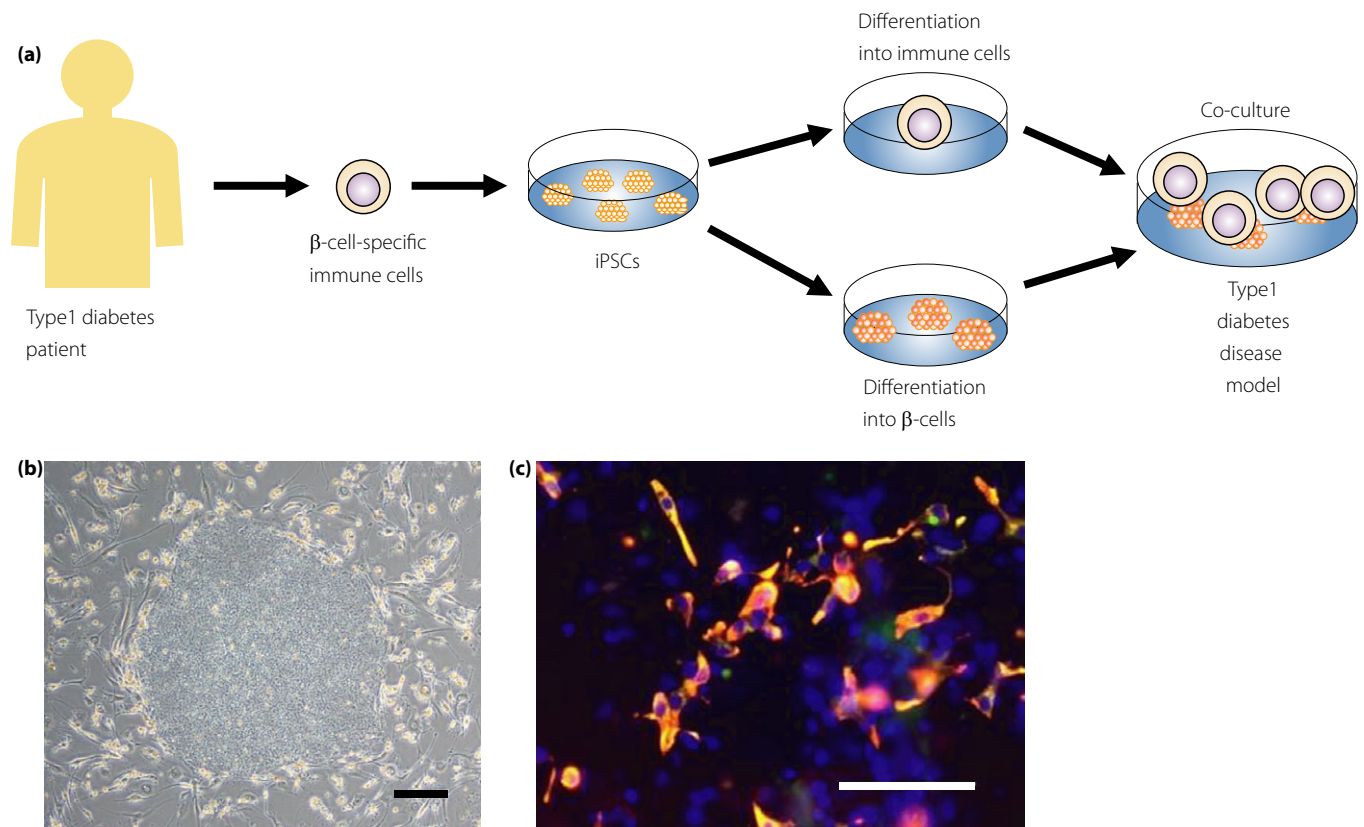 (a)
Type1 diabetes
patient
β-cell-specific
immune cells
iPSCs
Differentiation
into immune cells
Differentiation
into β-cells
Co-culture
Type1
diabetes
disease
model
(b)
(c)